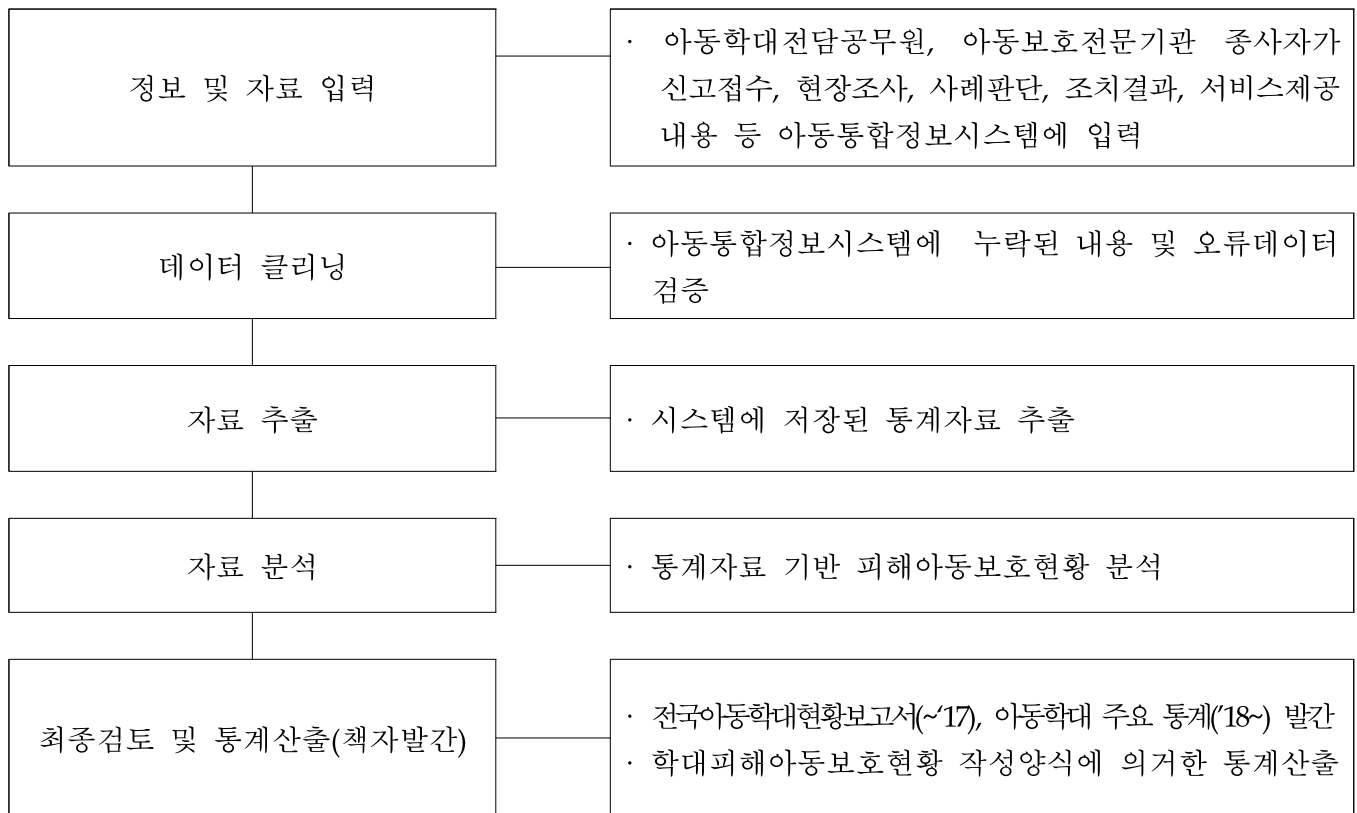 정보 및 자료 입력
· 아동학대전담공무원, 아동보호전문기관 종사자가
신고접수, 현장조사, 사례판단, 조치결과, 서비스제공
내용 등 아동통합정보시스템에 입력
데이터 클리닝
· 아동통합정보시스템에 누락된 내용 및 오류데이터
검증
자료 추출
· 시스템에 저장된 통계자료 추출
자료 분석
· 통계자료 기반 피해아동보호현황 분석
최종검토 및 통계산출(책자발간)
· 전국아동학대현황보고서(~‘17), 아동학대 주요 통계(’18~) 발간
· 학대피해아동보호현황 작성양식에 의거한 통계산출